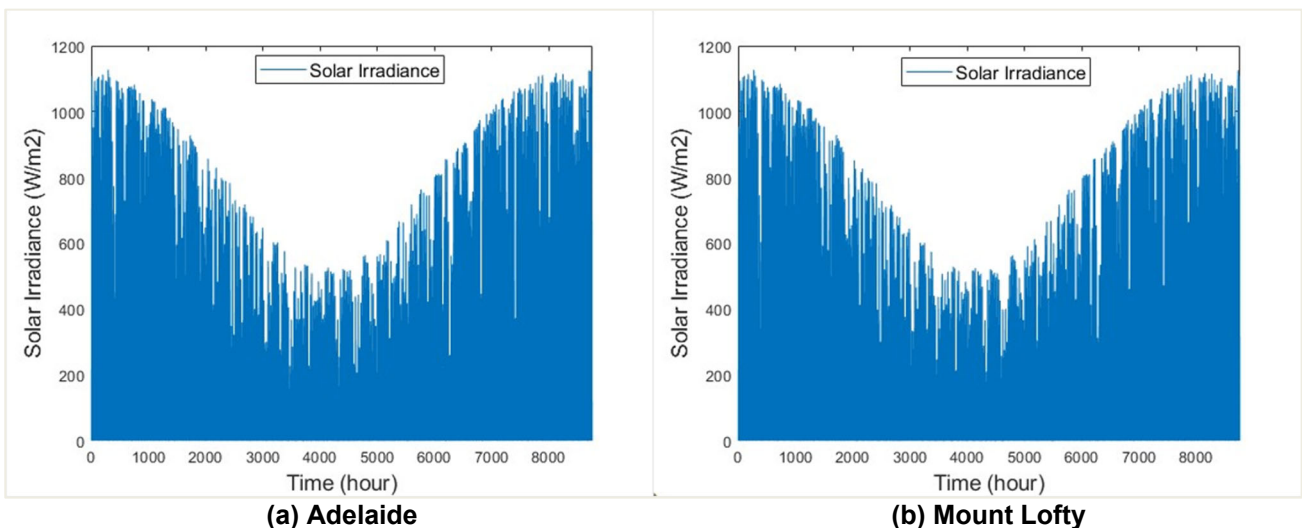 1200
1000
800
600
400
200
0
Solar Irradiance (W/m2)
Solar Irradiance
0 1000 2000 3000 4000 5000 6000 7000 8000
Time (hour)
(a) Adelaide
1200
1000
800
600
400
200
0
Solar Irradiance (W/m2)
Solar Irradiance
0 1000 2000 3000 4000 5000 6000 7000 8000
Time (hour)
(b) Mount Lofty